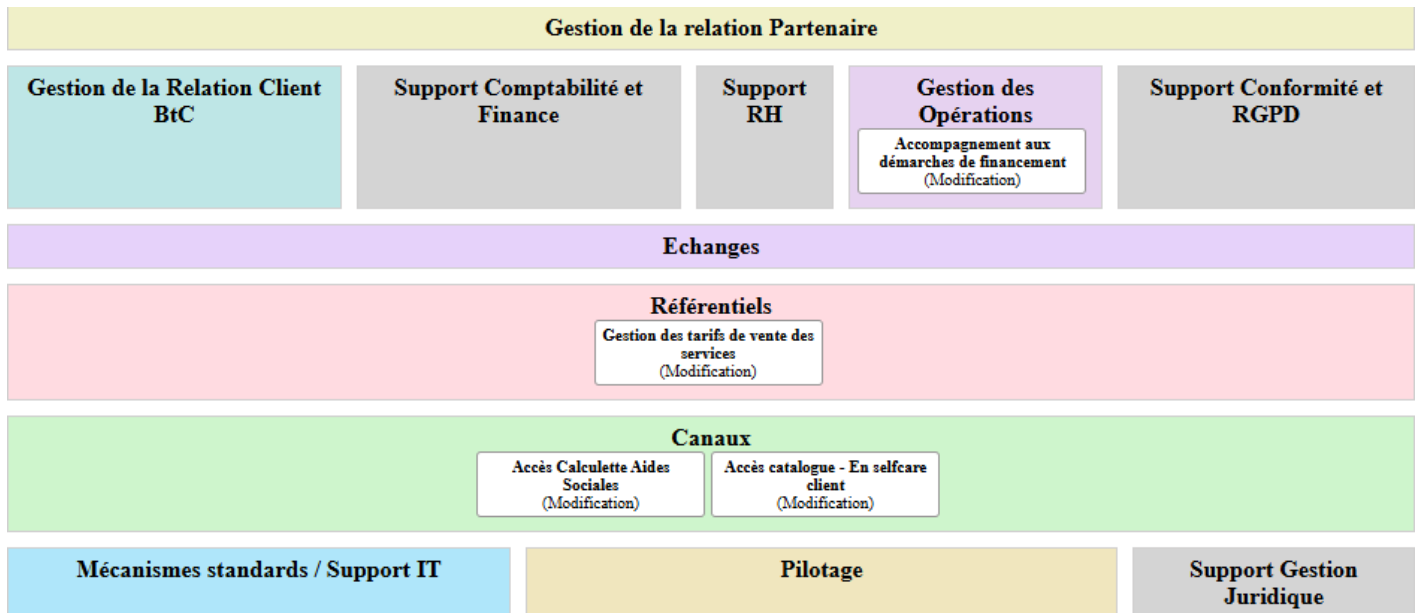 Gestion de la relation Partenaire
Gestion de la Relation Client
BtC
Support Comptabilité et
Finance
Support
RH
Gestion des
Opérations
Accompagnement aux
démarches de financement
(Modification)
Support Conformité et
RGPD
Echanges
Référentiels
Gestion des tarifs de vente des
services
(Modification)
Canaux
Accès Calculette Aides
Sociales
(Modification)
Accès catalogue - En selfcare
client
(Modification)
Mécanismes standards / Support IT
Pilotage
Support Gestion
Juridique